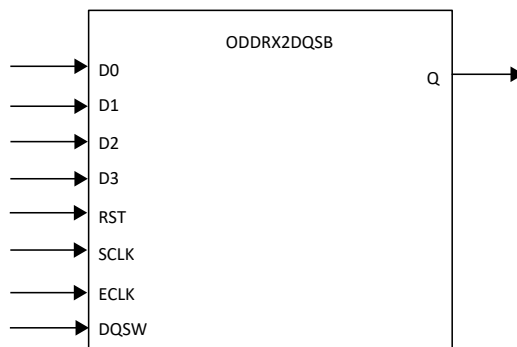 ODDRX2DQSB
D0
Q
D1
D2
D3
RST
SCLK
ECLK
DQSW